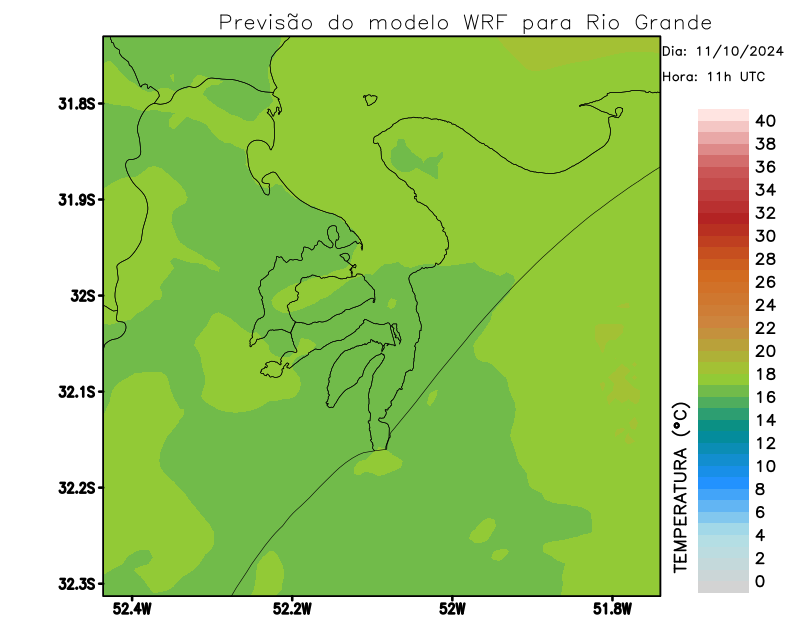 Previsão do modelo WRF para Rio Grande
Dia: 11/10/2024
Hora: 11h UTC
31.8S
31.9S
32S
32.1S
32.2S
32.3S
52.4W
52.2W
52W
51.8W
TEMPERATURA (°C)
40
38
36
34
32
30
28
26
24
22
20
18
16
14
12
10
8
6
4
2
0